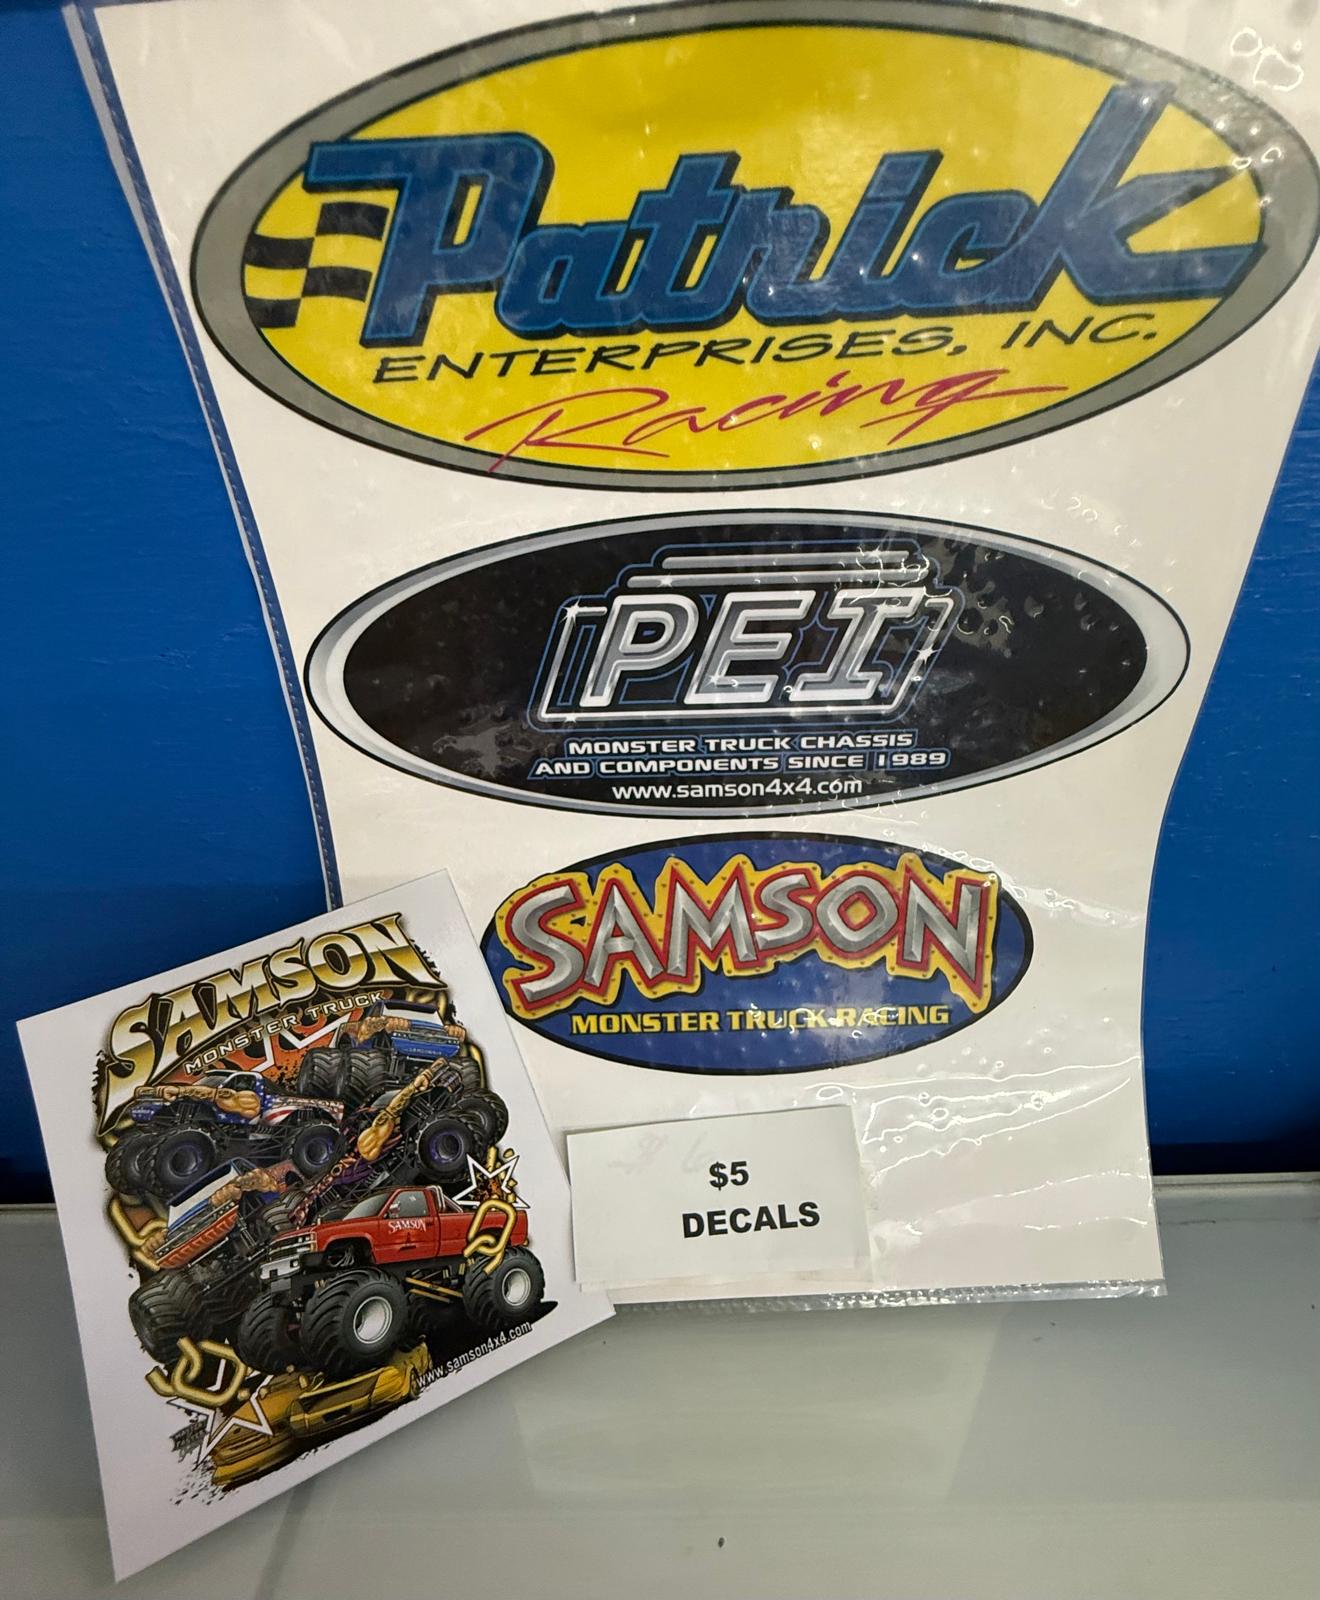 Patrick
ENTERPRISES, INC.
Racing
PEI
MONSTER TRUCK CHASSIS
AND COMPONENTS SINCE 1989
www.samson4x4.com
SAMSON
MONSTER TRUCK RACING
$5
DECALS
SAMSON
MONSTER TRUCK
SAMSON
www.samson4x4.com